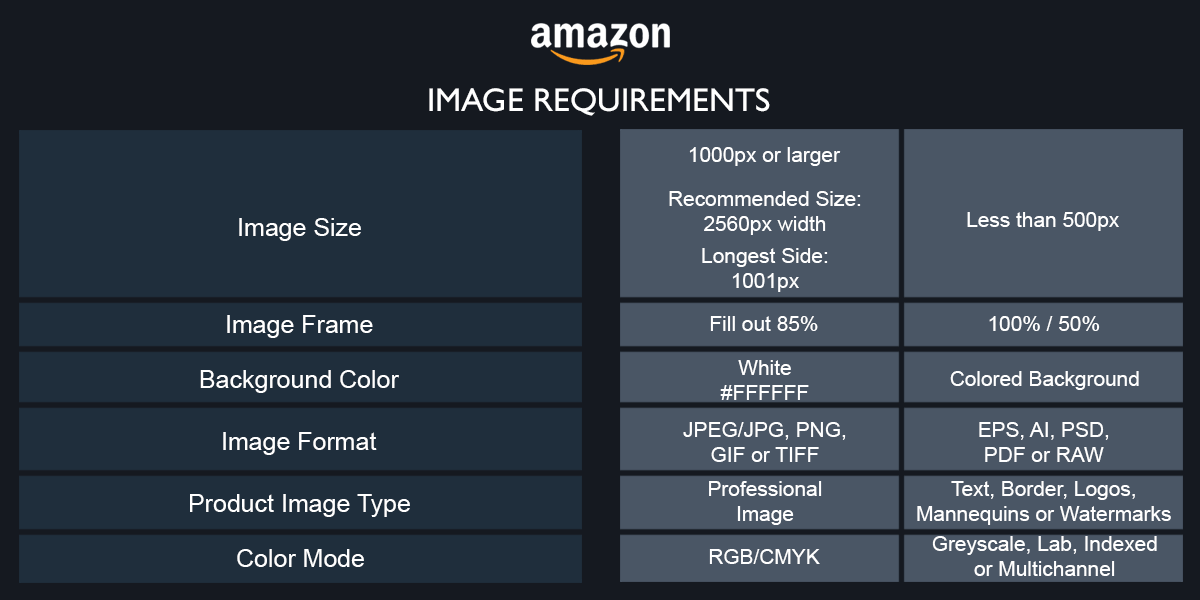 amazon
IMAGE REQUIREMENTS
Image Size
1000px or larger
Recommended Size:
2560px width
Longest Side:
1001px
Less than 500px
Image Frame
Fill out 85%
100% / 50%
Background Color
White
#FFFFFF
Colored Background
Image Format
JPEG/JPG, PNG,
GIF or TIFF
EPS, AI, PSD,
PDF or RAW
Product Image Type
Professional
Image
Text, Border, Logos,
Mannequins or Watermarks
Color Mode
RGB/CMYK
Greyscale, Lab, Indexed
or Multichannel